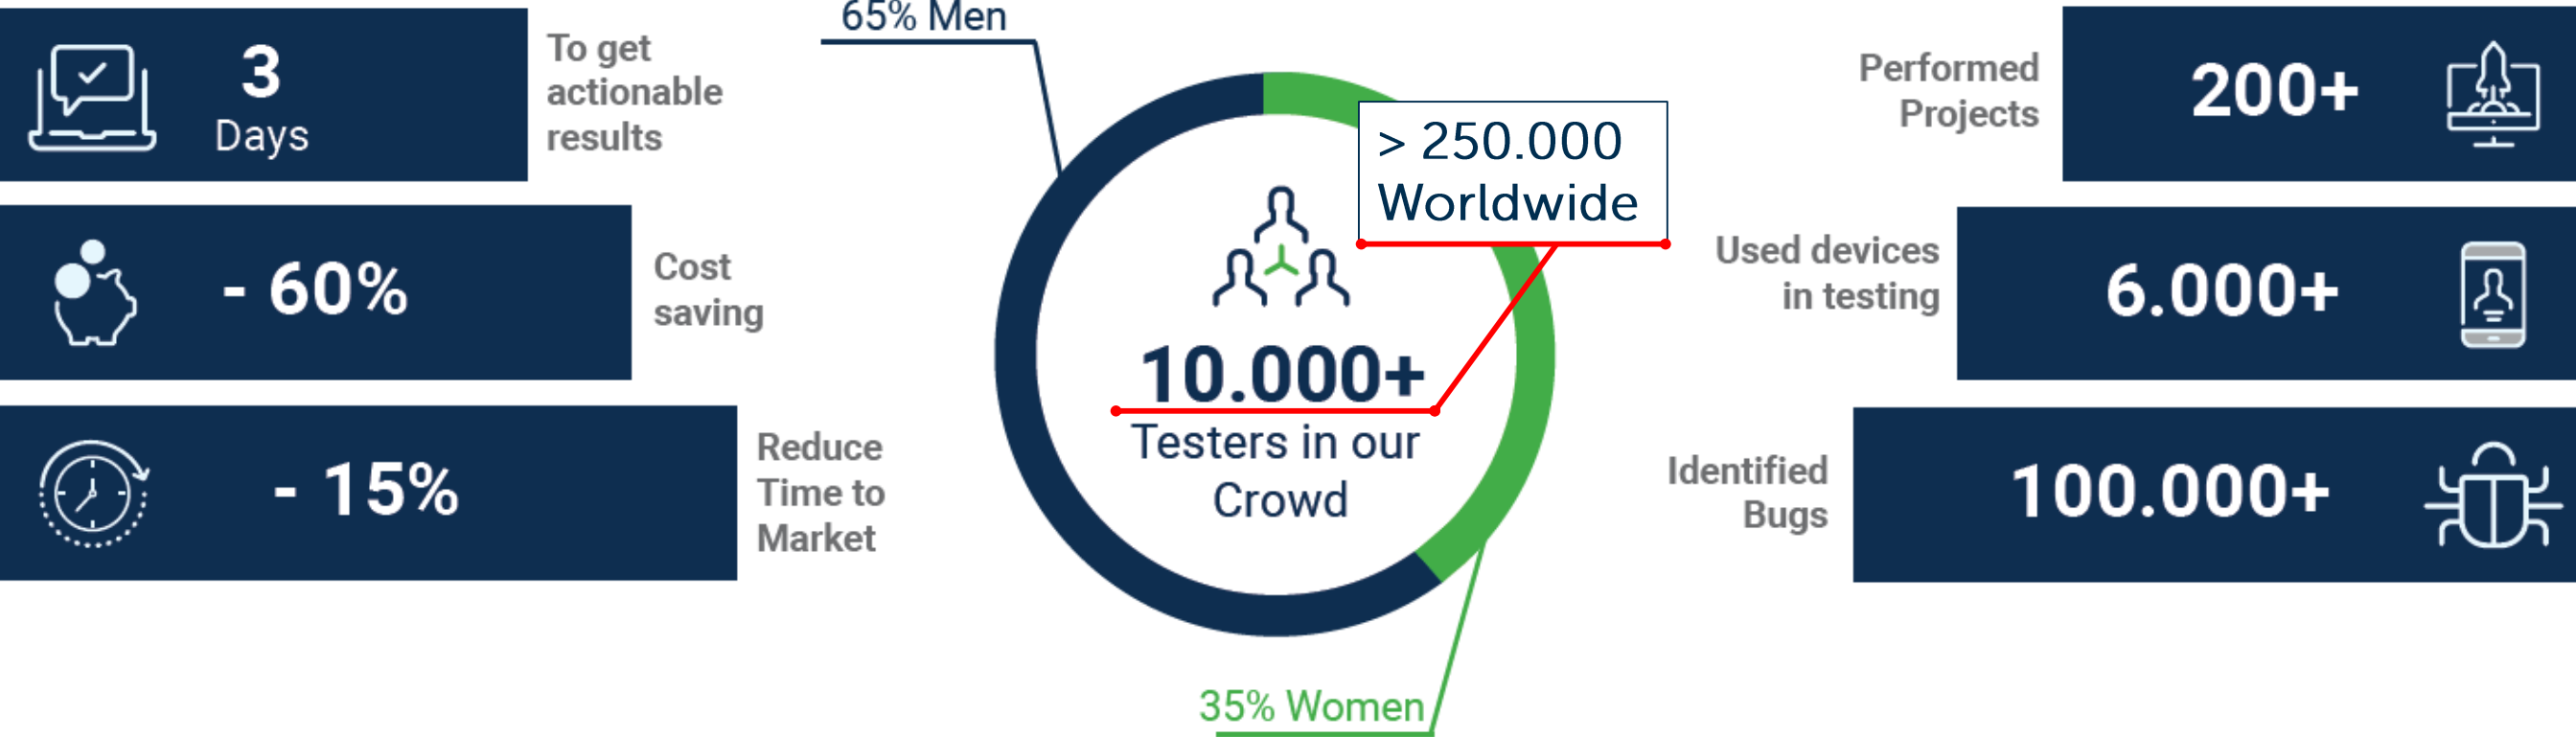 3
Days
To get
actionable
results
- 60%
Cost
saving
- 15%
Reduce
Time to
Market
65% Men
> 250.000
Worldwide
10.000+
Testers in our
Crowd
35% Women
Performed
Projects
200+
Used devices
in testing
6.000+
Identified
Bugs
100.000+